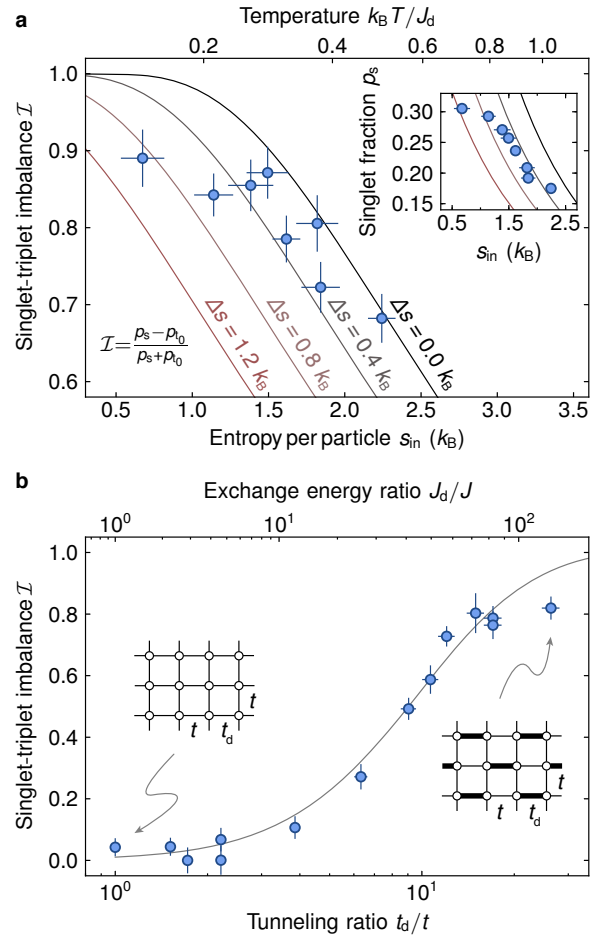 a
Temperature k_B T/J_d
0.2 0.4 0.6 0.8 1.0
Singlet-triplet imbalance I
1.0
0.9
0.8
0.7
0.6
Singlet fraction p_s
0.30
0.25
0.20
0.15
0.5 1.5 2.5
s_in (k_B)
I = (p_s − p_t0)/(p_s + p_t0)
Δs = 1.2 k_B
Δs = 0.8 k_B
Δs = 0.4 k_B
Δs = 0.0 k_B
0.5 1.0 1.5 2.0 2.5 3.0 3.5
Entropy per particle s_in (k_B)
b
Exchange energy ratio J_d/J
10^0 10^1 10^2
Singlet-triplet imbalance I
1.0
0.8
0.6
0.4
0.2
0.0
t
t t_d
t
t t_d
10^0 10^1
Tunneling ratio t_d/t